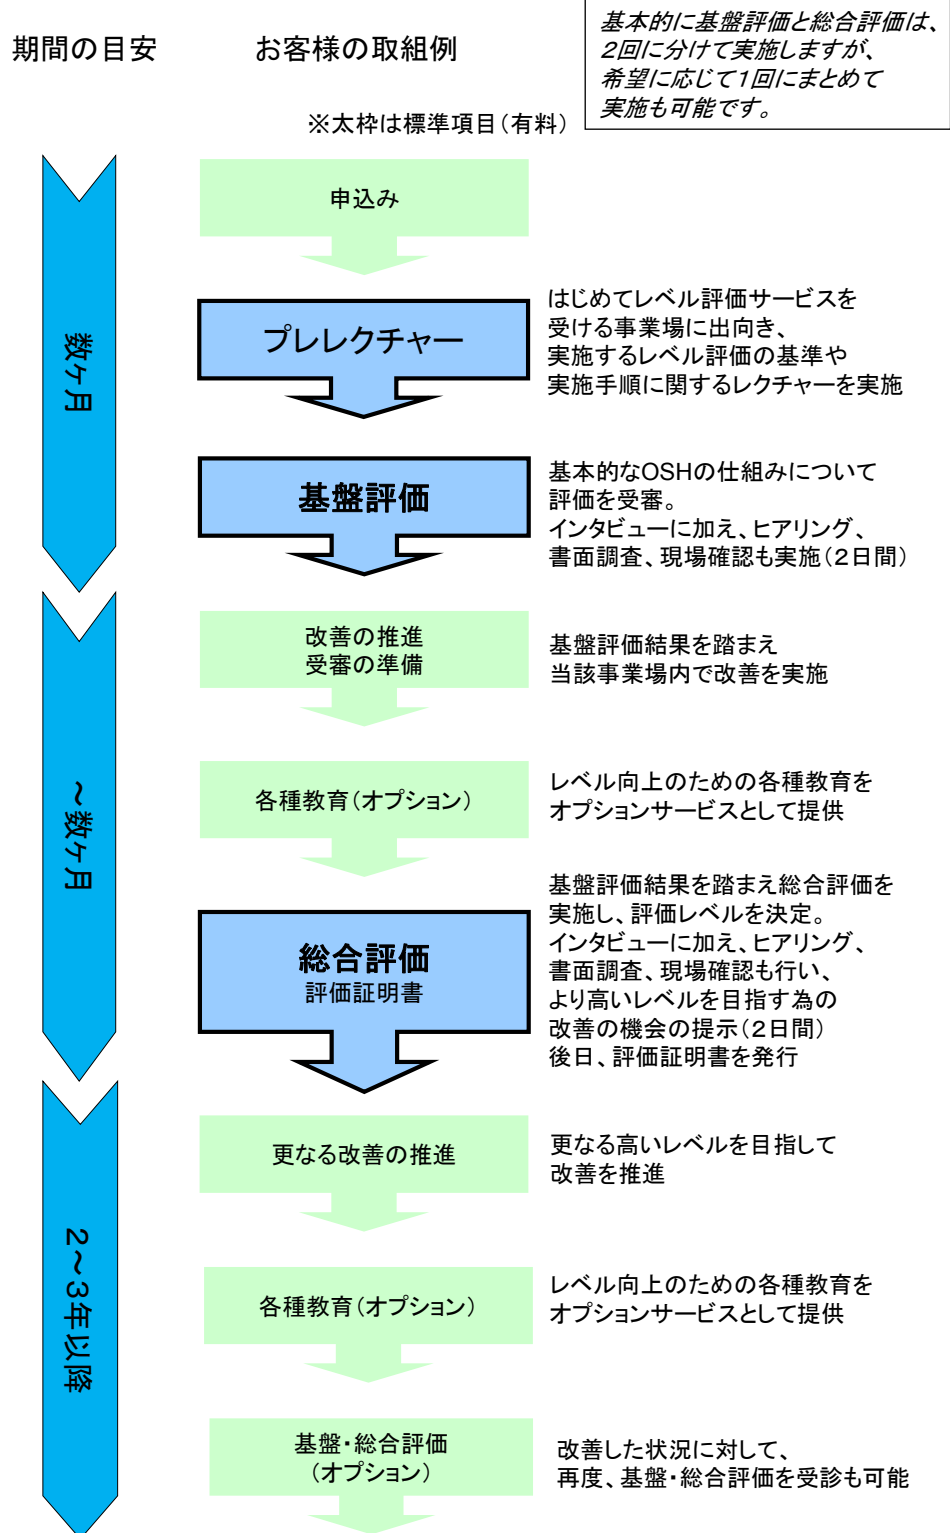 期間の目安
お客様の取組例
基本的に基盤評価と総合評価は、
２回に分けて実施しますが、
希望に応じて1回にまとめて
実施も可能です。
※太枠は標準項目（有料）
数ヶ月
申込み
プレレクチャー
はじめてレベル評価サービスを
受ける事業場に出向き、
実施するレベル評価の基準や
実施手順に関するレクチャーを実施
基盤評価
基本的なOSHの仕組みについて
評価を受審。
インタビューに加え、ヒアリング、
書面調査、現場確認も実施（２日間）
～数ヶ月
改善の推進
受審の準備
基盤評価結果を踏まえ
当該事業場内で改善を実施
各種教育（オプション）
レベル向上のための各種教育を
オプションサービスとして提供
総合評価
評価証明書
基盤評価結果を踏まえ総合評価を
実施し、評価レベルを決定。
インタビューに加え、ヒアリング、
書面調査、現場確認も行い、
より高いレベルを目指す為の
改善の機会の提示（２日間）
後日、評価証明書を発行
２～３年以降
更なる改善の推進
更なる高いレベルを目指して
改善を推進
各種教育（オプション）
レベル向上のための各種教育を
オプションサービスとして提供
基盤・総合評価
（オプション）
改善した状況に対して、
再度、基盤・総合評価を受診も可能